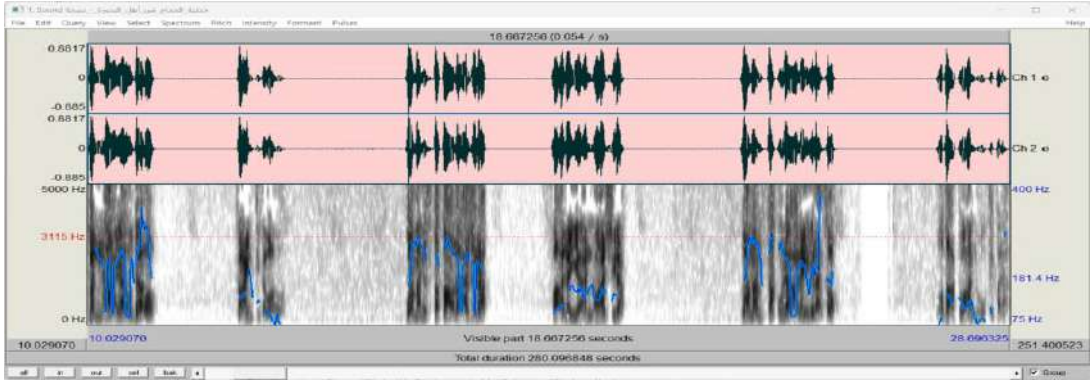 File Edit Query View Select Spectrum Pitch Intensity Formant Pulses Help
18.667256 (0.054 / s)
0.8817
0
-0.885
Ch 1
0.8817
0
-0.885
Ch 2
5000 Hz 400 Hz
3115 Hz
181.4 Hz
0 Hz 75 Hz
10.029070 10.029070 Visible part 18.667256 seconds 28.696325 251.400523
Total duration 280.096848 seconds
all in out sel bak Group